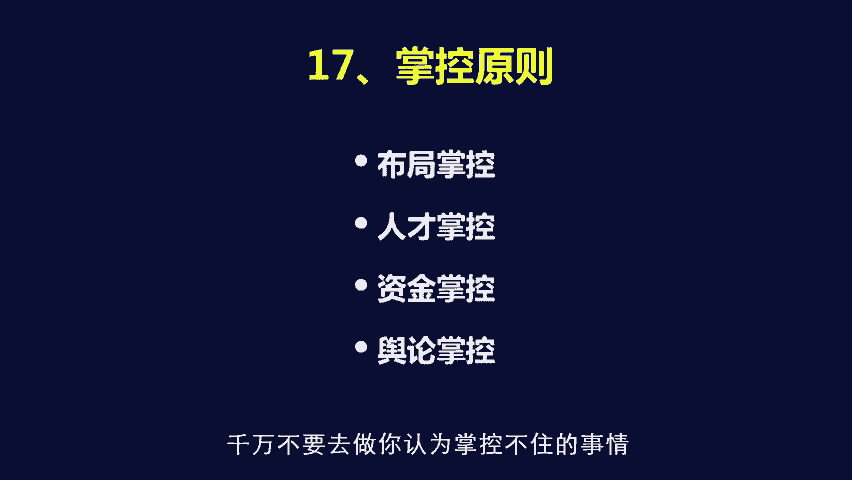 17、掌控原则
• 布局掌控
• 人才掌控
• 资金掌控
• 舆论掌控
千万不要去做你认为掌控不住的事情